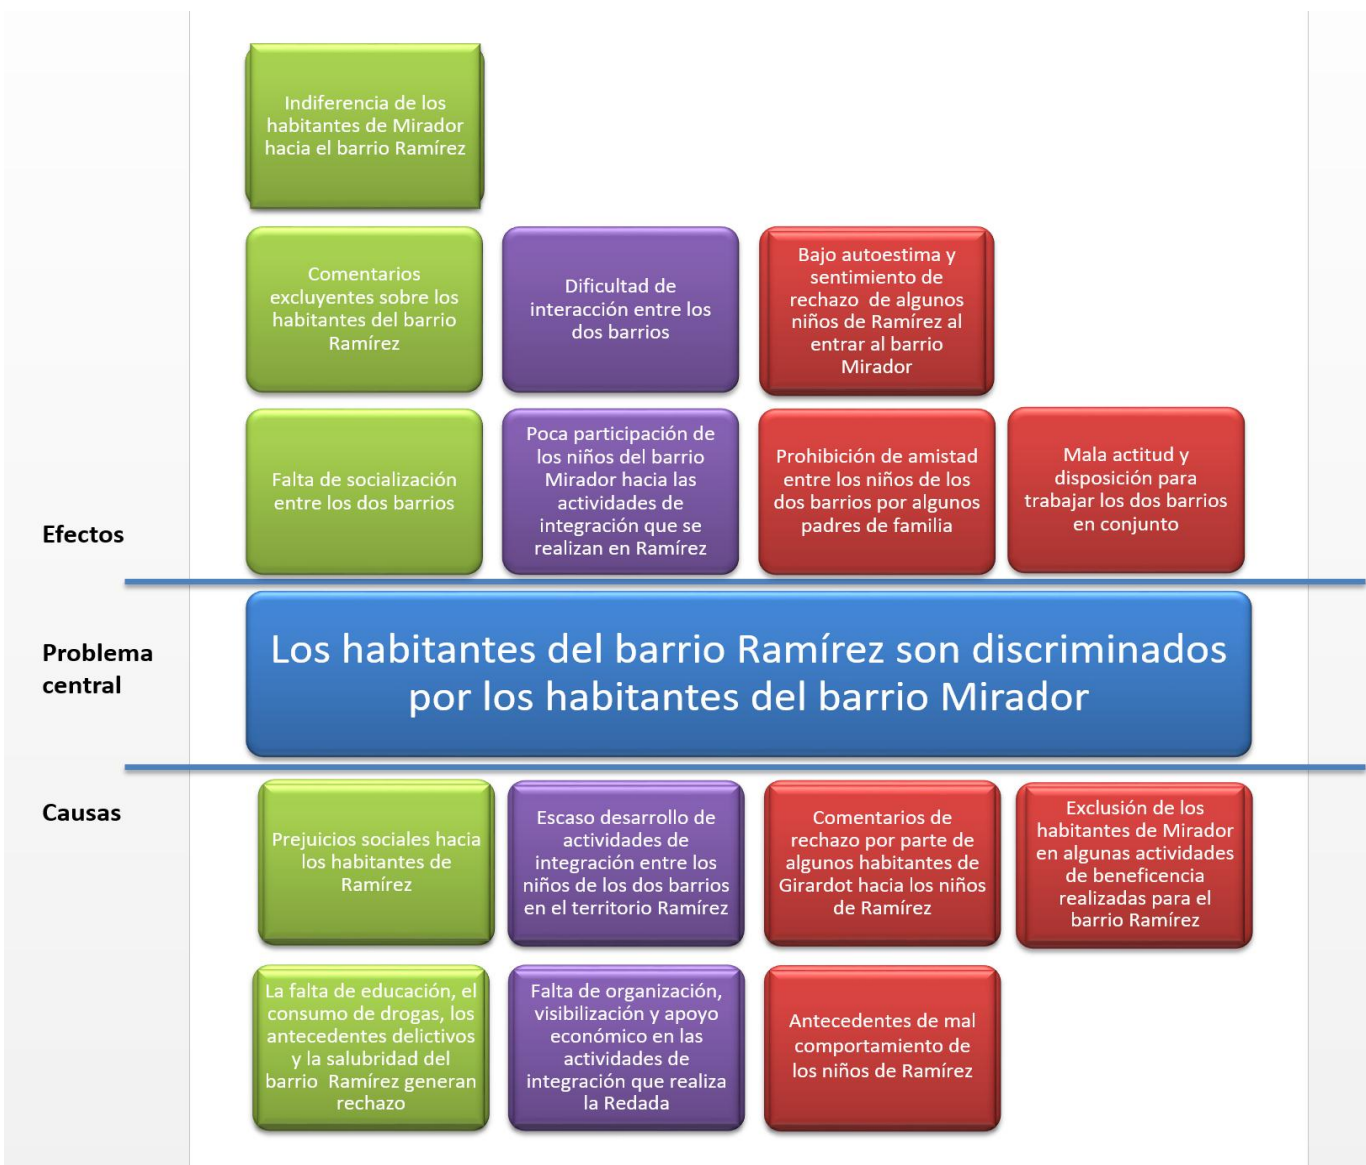 Indiferencia de los
habitantes de Mirador
hacia el barrio Ramírez
Comentarios
excluyentes sobre los
habitantes del barrio
Ramírez
Dificultad de
interacción entre los
dos barrios
Bajo autoestima y
sentimiento de
rechazo de algunos
niños de Ramírez al
entrar al barrio
Mirador
Efectos
Falta de socialización
entre los dos barrios
Poca participación de
los niños del barrio
Mirador hacia las
actividades de
integración que se
realizan en Ramírez
Prohibición de amistad
entre los niños de los
dos barrios por algunos
padres de familia
Mala actitud y
disposición para
trabajar los dos barrios
en conjunto
Problema
central
Los habitantes del barrio Ramírez son discriminados
por los habitantes del barrio Mirador
Causas
Prejuicios sociales hacia
los habitantes de
Ramírez
Escaso desarrollo de
actividades de
integración entre los
niños de los dos barrios
en el territorio Ramírez
Comentarios de
rechazo por parte de
algunos habitantes de
Girardot hacia los niños
de Ramírez
Exclusión de los
habitantes de Mirador
en algunas actividades
de beneficencia
realizadas para el
barrio Ramírez
La falta de educación, el
consumo de drogas, los
antecedentes delictivos
y la salubridad del
barrio Ramírez generan
rechazo
Falta de organización,
visibilización y apoyo
económico en las
actividades de
integración que realiza
la Redada
Antecedentes de mal
comportamiento de
los niños de Ramírez